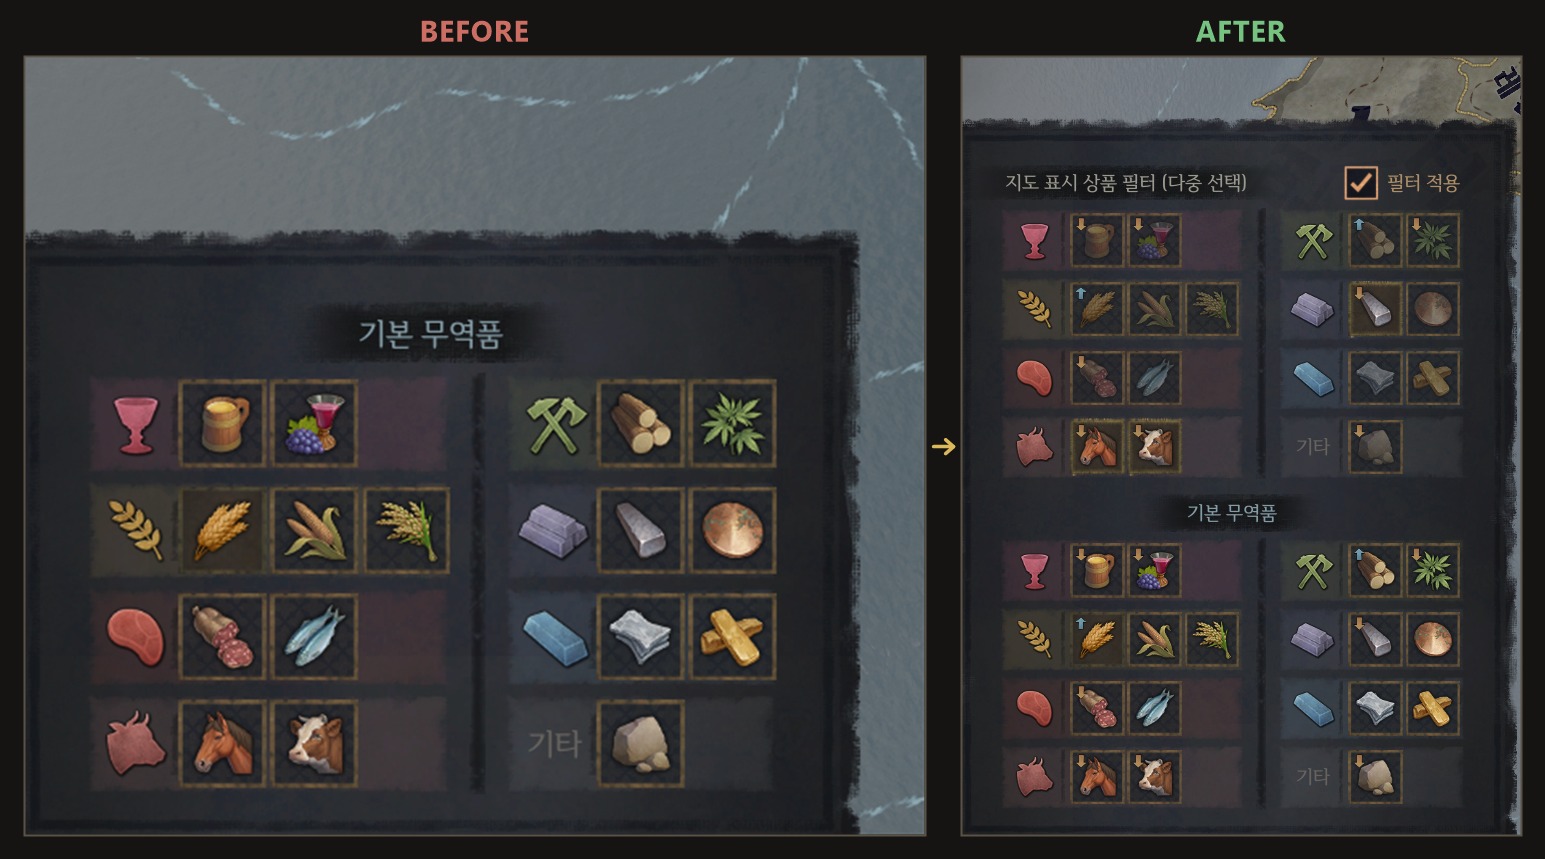 BEFORE
AFTER
기본 무역품
기타
레
지도 표시 상품 필터 (다중 선택)
필터 적용
기타
기본 무역품
기타